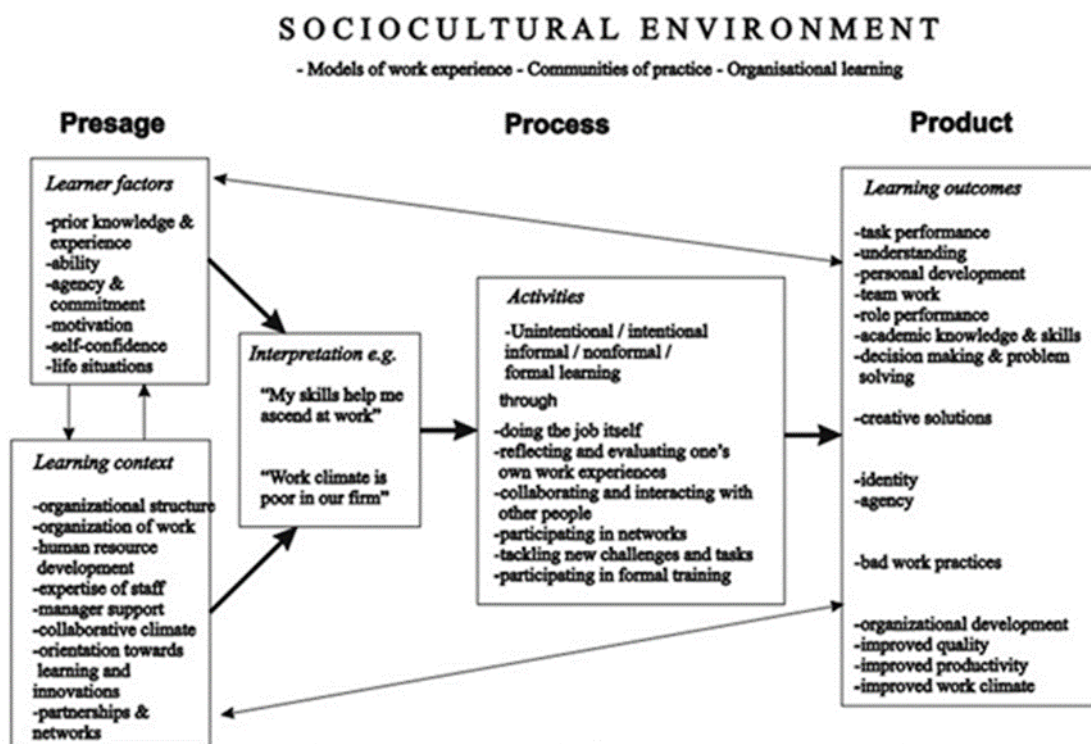 SOCIOCULTURAL ENVIRONMENT
- Models of work experience - Communities of practice - Organisational learning
Presage
Process
Product
Learner factors
-prior knowledge &
experience
-ability
-agency &
commitment
-motivation
-self-confidence
-life situations
Learning context
-organizational structure
-organization of work
-human resource
development
-expertise of staff
-manager support
-collaborative climate
-orientation towards
learning and
innovations
-partnerships &
networks
Interpretation e.g.
“My skills help me
ascend at work”
“Work climate is
poor in our firm”
Activities
-Unintentional / intentional
informal / nonformal /
formal learning
through
-doing the job itself
-reflecting and evaluating one’s
own work experiences
-collaborating and interacting with
other people
-participating in networks
-tackling new challenges and tasks
-participating in formal training
Learning outcomes
-task performance
-understanding
-personal development
-team work
-role performance
-academic knowledge & skills
-decision making & problem
solving
-creative solutions
-identity
-agency
-bad work practices
-organizational development
-improved quality
-improved productivity
-improved work climate